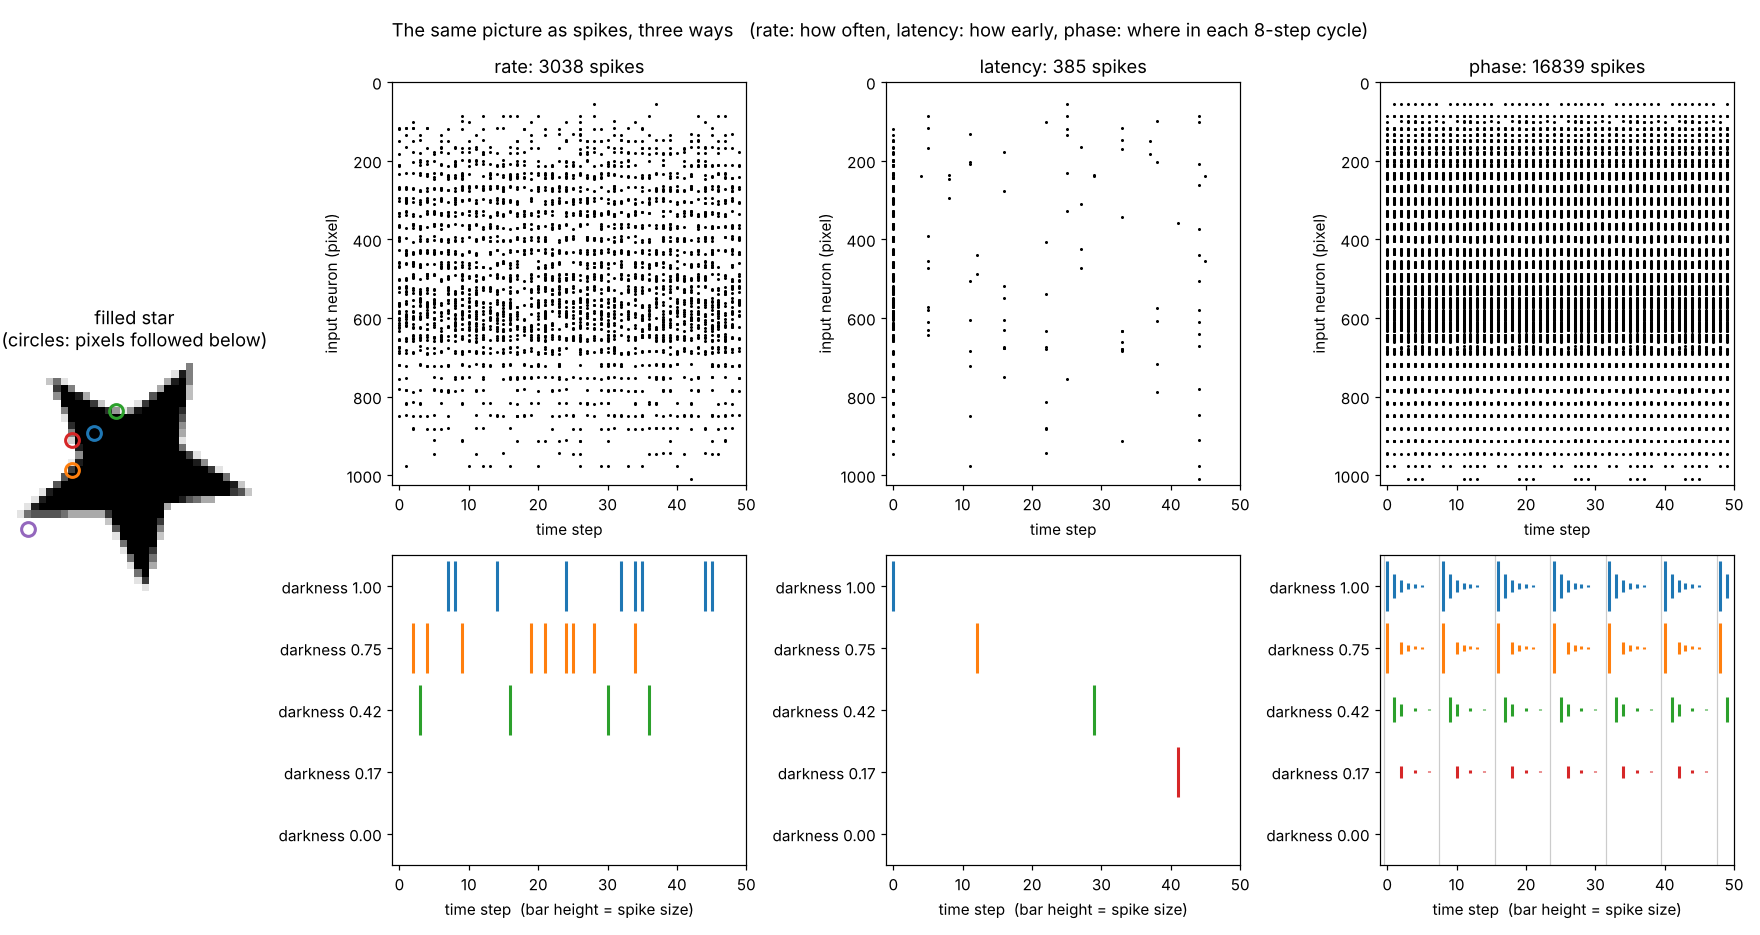 The same picture as spikes, three ways   (rate: how often, latency: how early, phase: where in each 8-step cycle)
filled star
(circles: pixels followed below)
rate: 3038 spikes
0
200
400
600
800
1000
input neuron (pixel)
0 10 20 30 40 50
time step
latency: 385 spikes
0
200
400
600
800
1000
input neuron (pixel)
0 10 20 30 40 50
time step
phase: 16839 spikes
0
200
400
600
800
1000
input neuron (pixel)
0 10 20 30 40 50
time step
darkness 1.00
darkness 0.75
darkness 0.42
darkness 0.17
darkness 0.00
0 10 20 30 40 50
time step  (bar height = spike size)
darkness 1.00
darkness 0.75
darkness 0.42
darkness 0.17
darkness 0.00
0 10 20 30 40 50
time step  (bar height = spike size)
darkness 1.00
darkness 0.75
darkness 0.42
darkness 0.17
darkness 0.00
0 10 20 30 40 50
time step  (bar height = spike size)